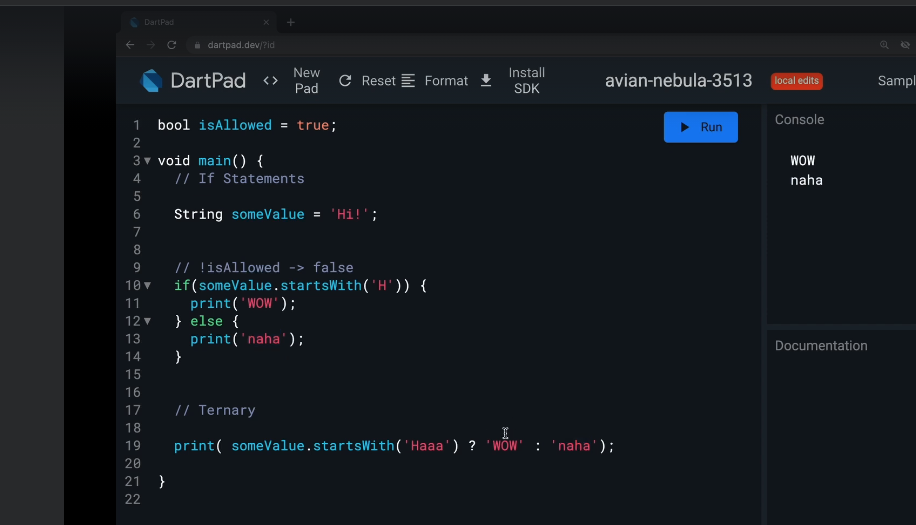 DartPad
dartpad.dev/?id
DartPad
<>
New Pad
Reset
Format
Install SDK
avian-nebula-3513
local edits
Sampl
1 bool isAllowed = true;
2
3 void main() {
4 // If Statements
5
6 String someValue = 'Hi!';
7
8
9 // !isAllowed -> false
10 if(someValue.startsWith('H')) {
11 print('WOW');
12 } else {
13 print('naha');
14 }
15
16
17 // Ternary
18
19 print( someValue.startsWith('Haaa') ? 'WOW' : 'naha');
20
21 }
22
Run
Console
WOW
naha
Documentation